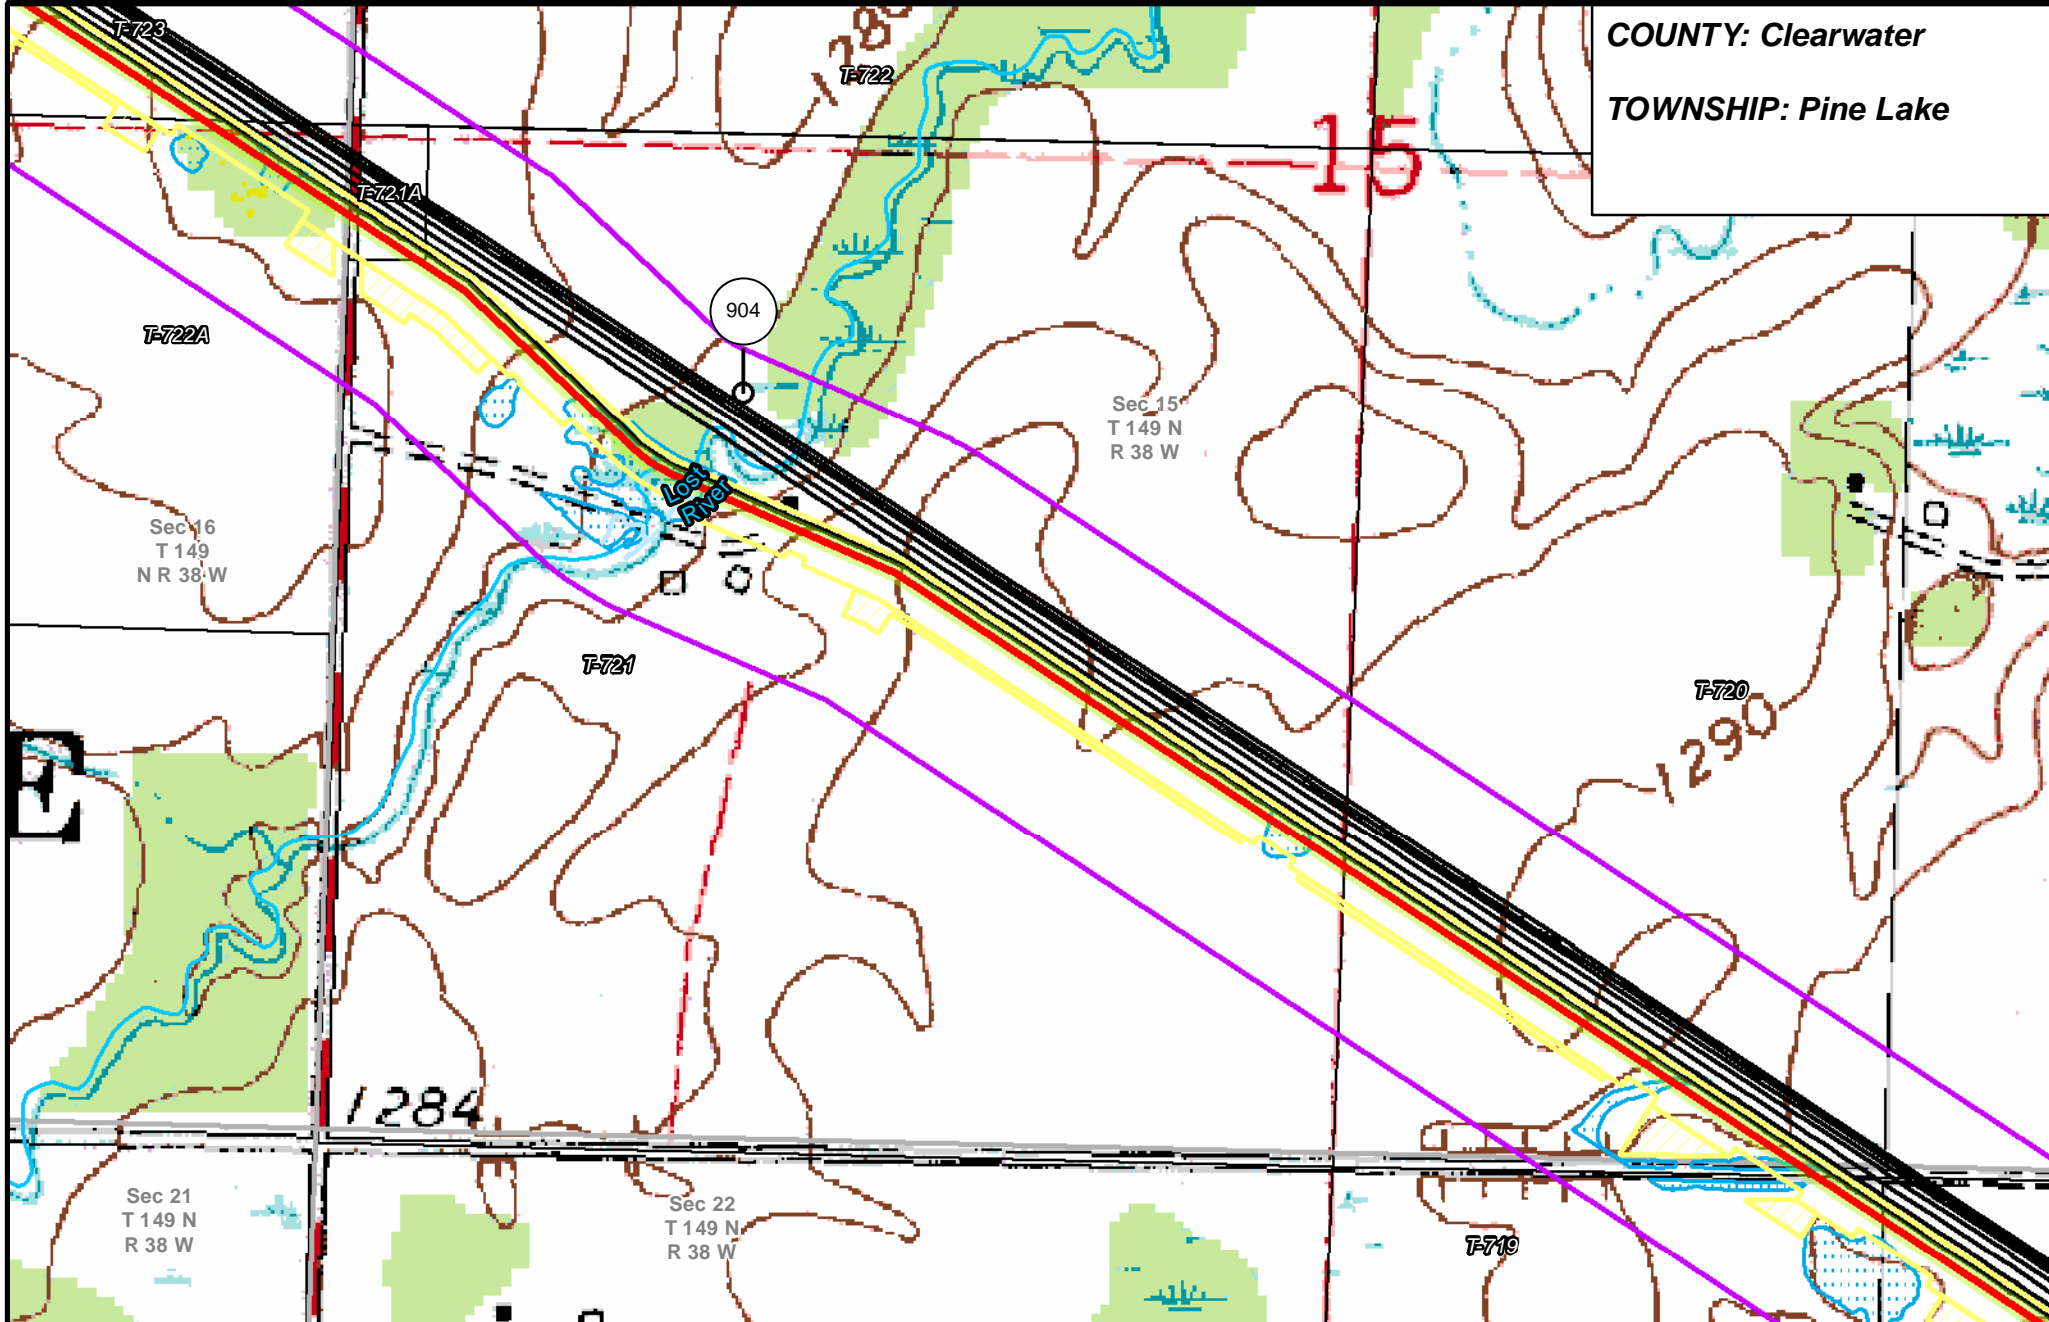 COUNTY: Clearwater
TOWNSHIP: Pine Lake
T-723
T-722
15
T-721A
904
T-722A
Sec 15
T 149 N
R 38 W
Lost
River
Sec 16
T 149
N R 38 W
T-721
T-720
1290
E
1284
Sec 21
T 149 N
R 38 W
Sec 22
T 149 N
R 38 W
T-719